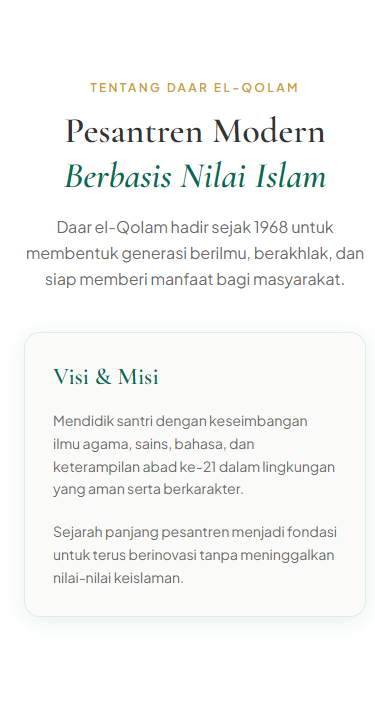 TENTANG DAAR EL-QOLAM
Pesantren Modern
Berbasis Nilai Islam
Daar el-Qolam hadir sejak 1968 untuk
membentuk generasi berilmu, berakhlak, dan
siap memberi manfaat bagi masyarakat.
Visi & Misi
Mendidik santri dengan keseimbangan
ilmu agama, sains, bahasa, dan
keterampilan abad ke-21 dalam lingkungan
yang aman serta berkarakter.
Sejarah panjang pesantren menjadi fondasi
untuk terus berinovasi tanpa meninggalkan
nilai-nilai keislaman.